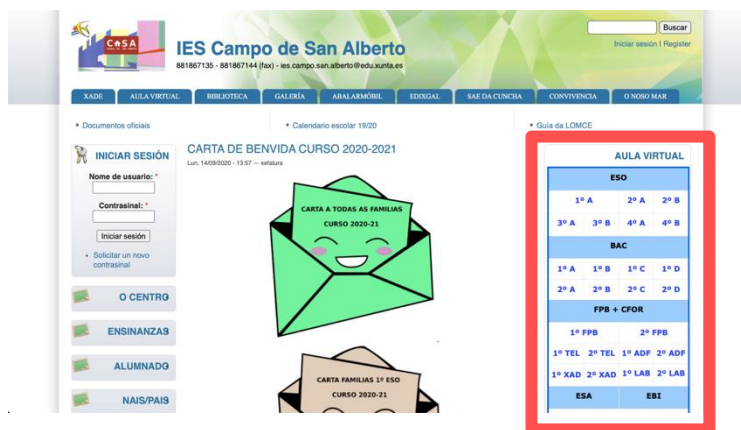 CASA
IES Campo de San Alberto
881867135 - 881867144 (fax) - ies.campo.san.alberto@edu.xunta.es
Buscar
Iniciar sesión | Register
XADE AULA VIRTUAL BIBLIOTECA GALERÍA ABALARMÓBIL EDIXGAL SAE DA CUNCHA CONVIVENCIA O NOSO MAR
• Documentos oficiais • Calendario escolar 19/20 • Guía da LOMCE
INICIAR SESIÓN
Nome de usuario: *
Contrasinal: *
Iniciar sesión
Solicitar un novo
contrasinal
O CENTRO
ENSINANZAS
ALUMNADO
NAIS/PAIS
CARTA DE BENVIDA CURSO 2020-2021
Lun, 14/09/2020 - 13:57 — xefatura
CARTA A TODAS AS FAMILIAS
CURSO 2020-21
CARTA FAMILIAS 1º ESO
CURSO 2020-21
AULA VIRTUAL
ESO
1º A 2º A 2º B
3º A 3º B 4º A 4º B
BAC
1º A 1º B 1º C 1º D
2º A 2º B 2º C 2º D
FPB + CFOR
1º FPB 2º FPB
1º TEL 2º TEL 1º ADF 2º ADF
1º XAD 2º XAD 1º LAB 2º LAB
ESA EBI